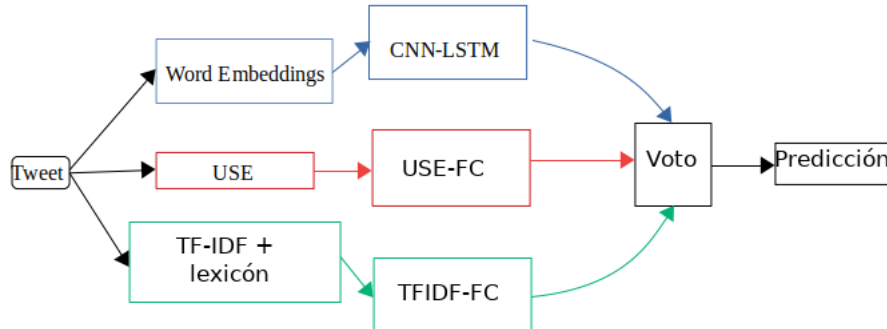 Tweet
Word Embeddings
CNN-LSTM
USE
USE-FC
TF-IDF +
lexicón
TFIDF-FC
Voto
Predicción